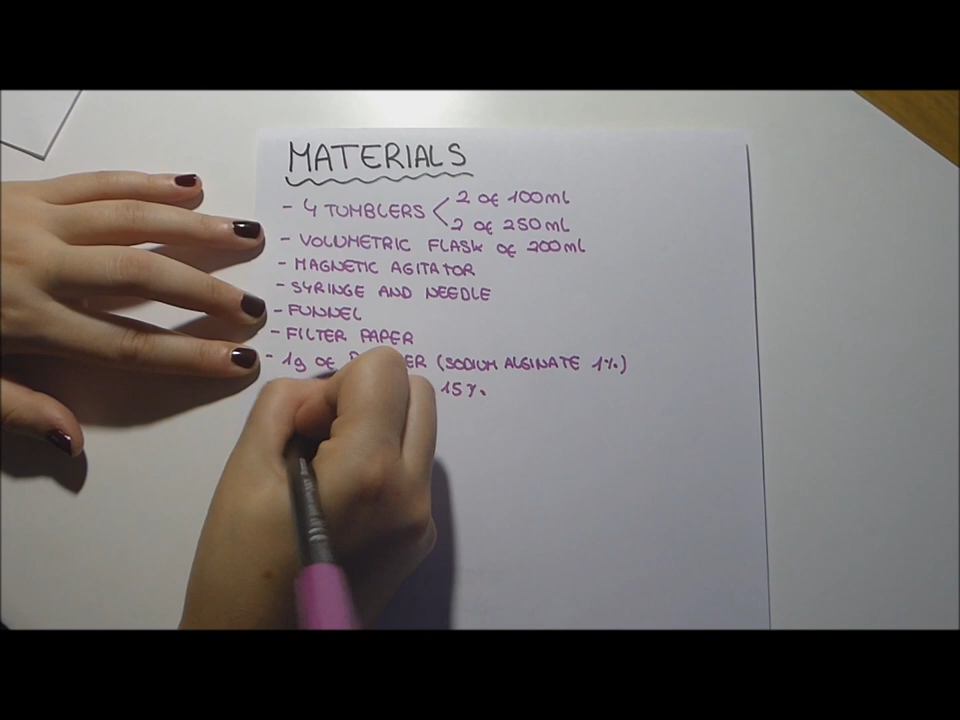 MATERIALS
- 4 TUMBLERS < 2 OF 100ml
2 OF 250ml
- VOLUMETRIC FLASK OF 200ml
- MAGNETIC AGITATOR
- SYRINGE AND NEEDLE
- FUNNEL
- FILTER PAPER
- 1g OF (SODIUM ALGINATE 1%)
15%